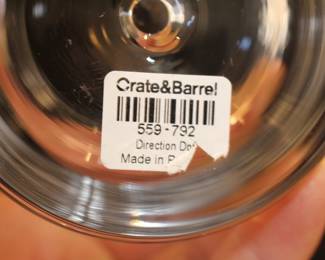 Crate&Barrel
559-792
Direction
Made in